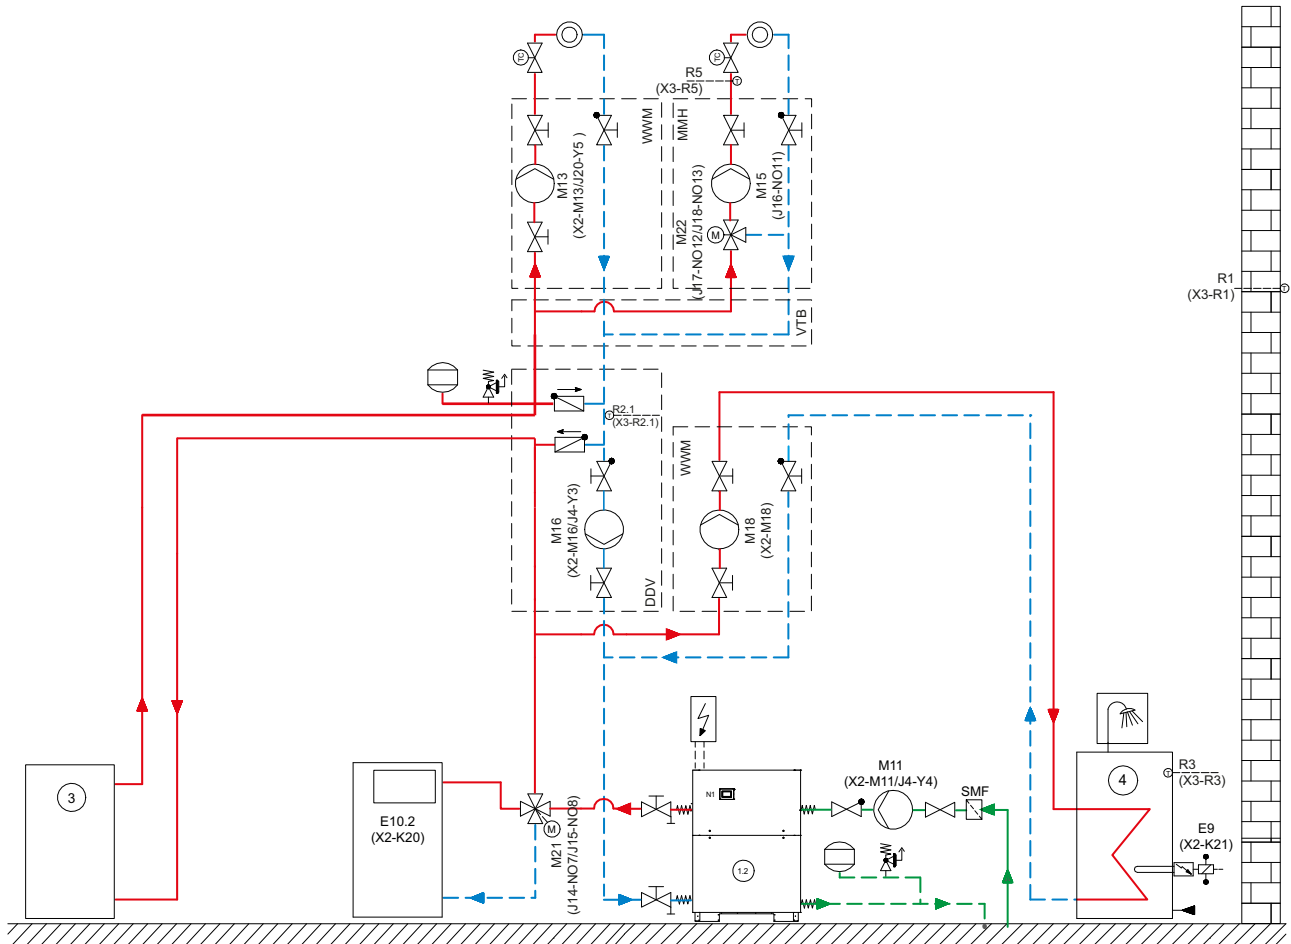 TC
TC
R5
(X3-R5)
T
WWM
MMH
M13
(X2-M13/J20-Y5 )
M15
(J16-NO11)
M22
(J17-NO12/J18-NO13)
M
R1
(X3-R1)
T
VTB
R2.1
(X3-R2.1)
T
WWM
M16
(X2-M16/J4-Y3)
M18
(X2-M18)
DDV
3
E10.2
(X2-K20)
M
M21
(J14-NO7/J15-NO8)
N1
1.2
M11
(X2-M11/J4-Y4)
SMF
4
T
R3
(X3-R3)
E9
(X2-K21)